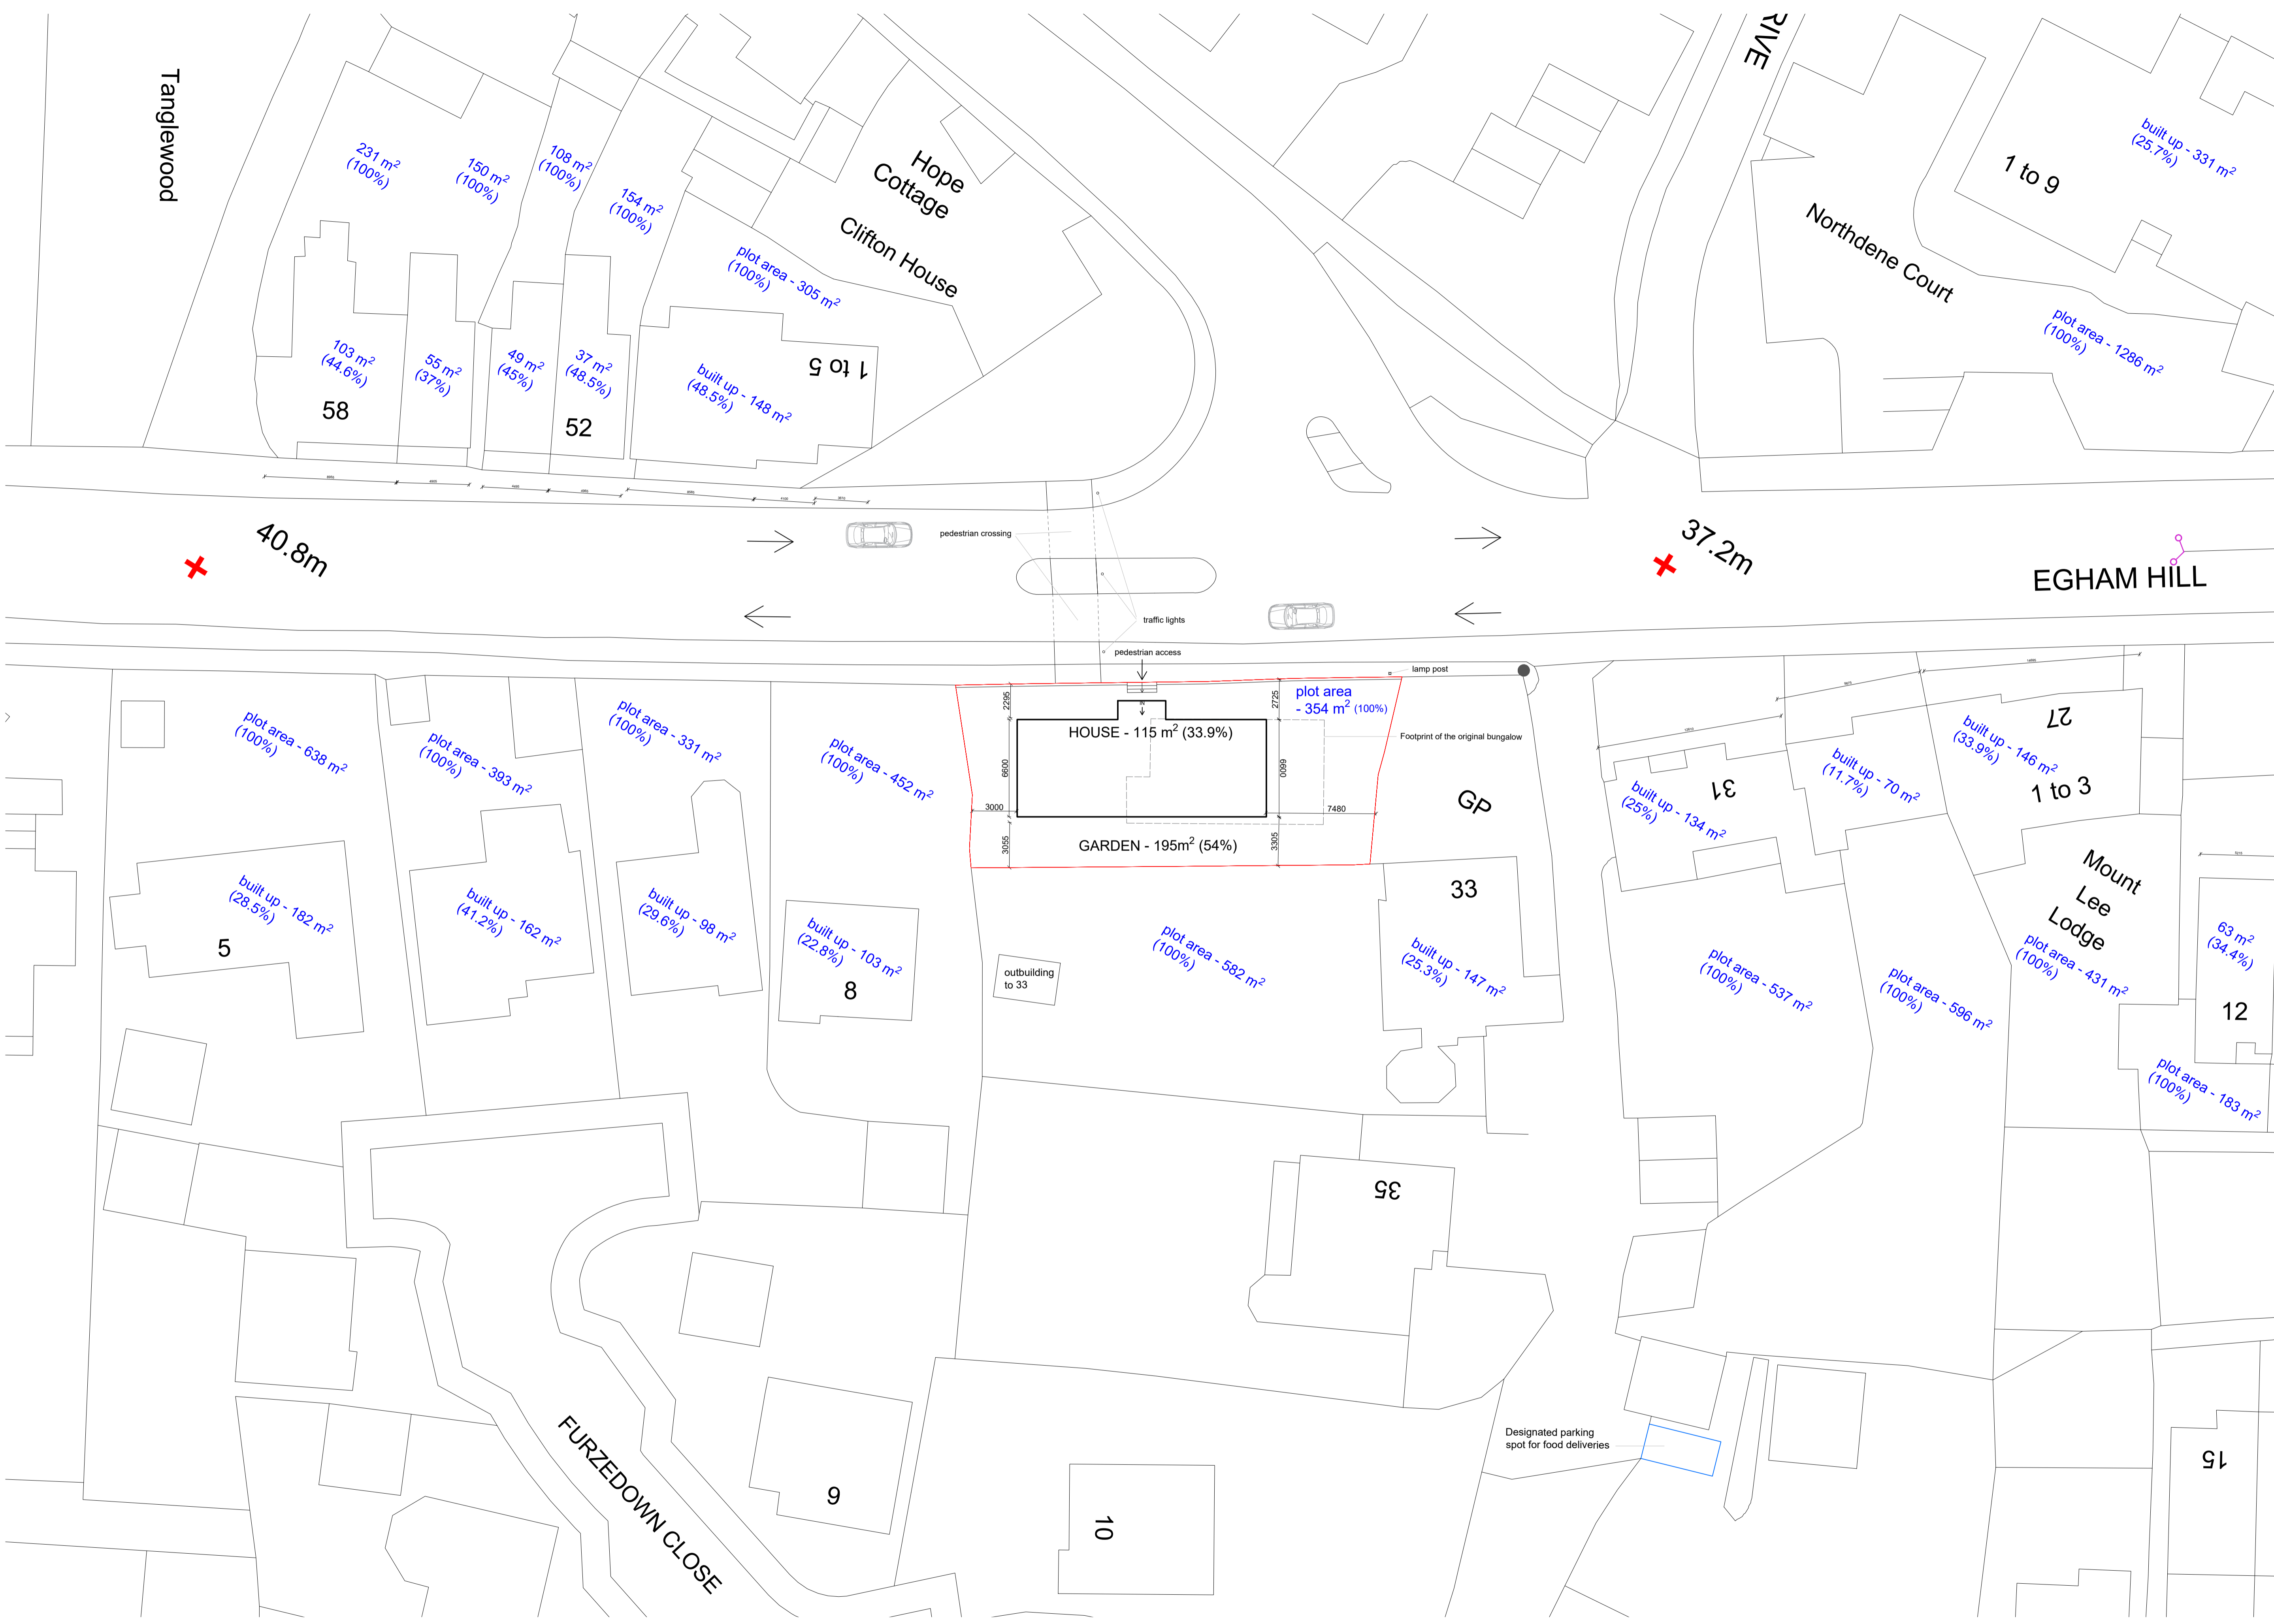 Tanglewood
RIVE
231 m²
(100%)
150 m²
(100%)
108 m²
(100%)
154 m²
(100%)
Hope
Cottage
Clifton House
plot area - 305 m²
(100%)
1 to 9
built up - 331 m²
(25.7%)
Northdene Court
plot area - 1286 m²
(100%)
103 m²
(44.6%)
58
55 m²
(37%)
49 m²
(45%)
37 m²
(48.5%)
52
built up - 148 m²
(48.5%)
1 to 5
40.8m
pedestrian crossing
37.2m
EGHAM HILL
traffic lights
pedestrian access
lamp post
plot area - 638 m²
(100%)
plot area - 393 m²
(100%)
plot area - 331 m²
(100%)
plot area - 452 m²
(100%)
2295
2725
plot area
- 354 m² (100%)
HOUSE - 115 m² (33.9%)
Footprint of the original bungalow
6600
6600
3000
7480
3055
3305
GARDEN - 195m² (54%)
GP
31
built up - 134 m²
(25%)
built up - 70 m²
(11.7%)
27
built up - 146 m²
(33.9%)
1 to 3
Mount
Lee
Lodge
built up - 182 m²
(28.5%)
5
built up - 162 m²
(41.2%)
built up - 98 m²
(29.6%)
built up - 103 m²
(22.8%)
8
outbuilding
to 33
plot area - 582 m²
(100%)
33
built up - 147 m²
(25.3%)
plot area - 537 m²
(100%)
plot area - 596 m²
(100%)
plot area - 431 m²
(100%)
63 m²
(34.4%)
12
plot area - 183 m²
(100%)
35
FURZEDOWN CLOSE
9
10
Designated parking
spot for food deliveries
15